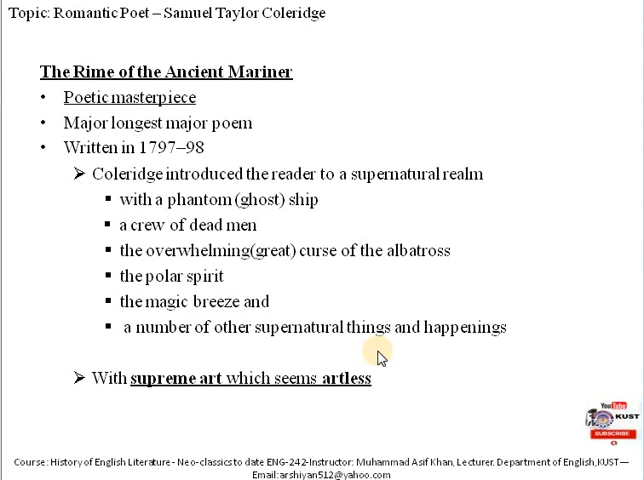 Topic: Romantic Poet – Samuel Taylor Coleridge
The Rime of the Ancient Mariner
• Poetic masterpiece
• Major longest major poem
• Written in 1797–98
➢ Coleridge introduced the reader to a supernatural realm
▪ with a phantom (ghost) ship
▪ a crew of dead men
▪ the overwhelming(great) curse of the albatross
▪ the polar spirit
▪ the magic breeze and
▪ a number of other supernatural things and happenings
➢ With supreme art which seems artless
YouTube
KUST
SUBSCRIBE
Course: History of English Literature - Neo-classics to date ENG-242-Instructor: Muhammad Asif Khan, Lecturer. Department of English,KUST—
Email:arshiyan512@yahoo.com